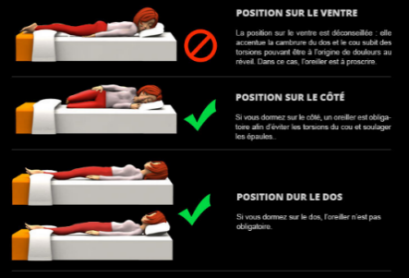 POSITION SUR LE VENTRE
La position sur le ventre est déconseillée : elle
accentue la cambrure du dos et le cou subit des
torsions pouvant être à l'origine de douleurs au
réveil. Dans ce cas, l'oreiller est à proscrire.
POSITION SUR LE CÔTÉ
Si vous dormez sur le côté, un oreiller est obliga-
toire afin d'éviter les torsions du cou et soulager
les épaules.
POSITION DUR LE DOS
Si vous dormez sur le dos, l'oreiller n'est pas
obligatoire.